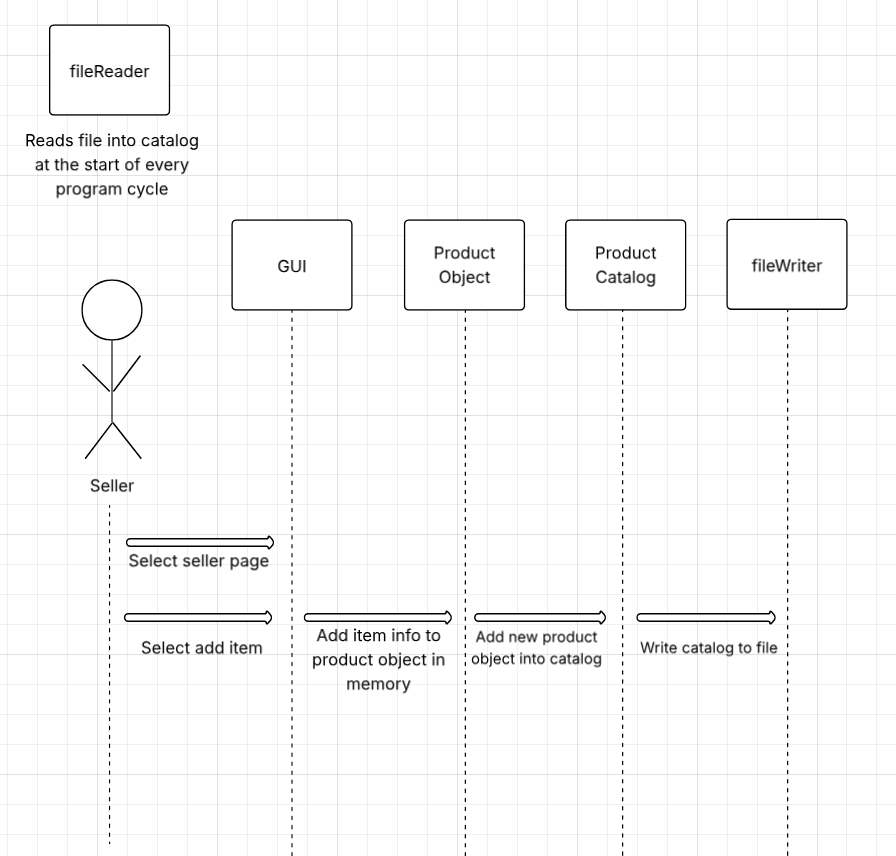 fileReader
Reads file into catalog
at the start of every
program cycle
GUI
Product
Object
Product
Catalog
fileWriter
Seller
Select seller page
Select add item
Add item info to
product object in
memory
Add new product
object into catalog
Write catalog to file